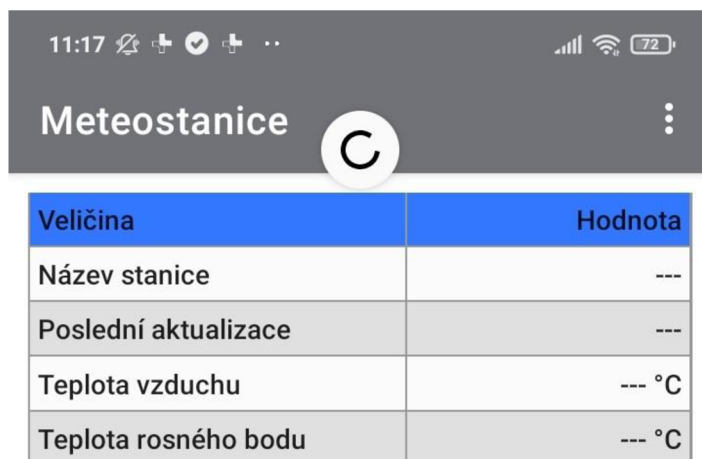 11:17 72
Meteostanice
Veličina Hodnota
Název stanice ---
Poslední aktualizace ---
Teplota vzduchu --- °C
Teplota rosného bodu --- °C